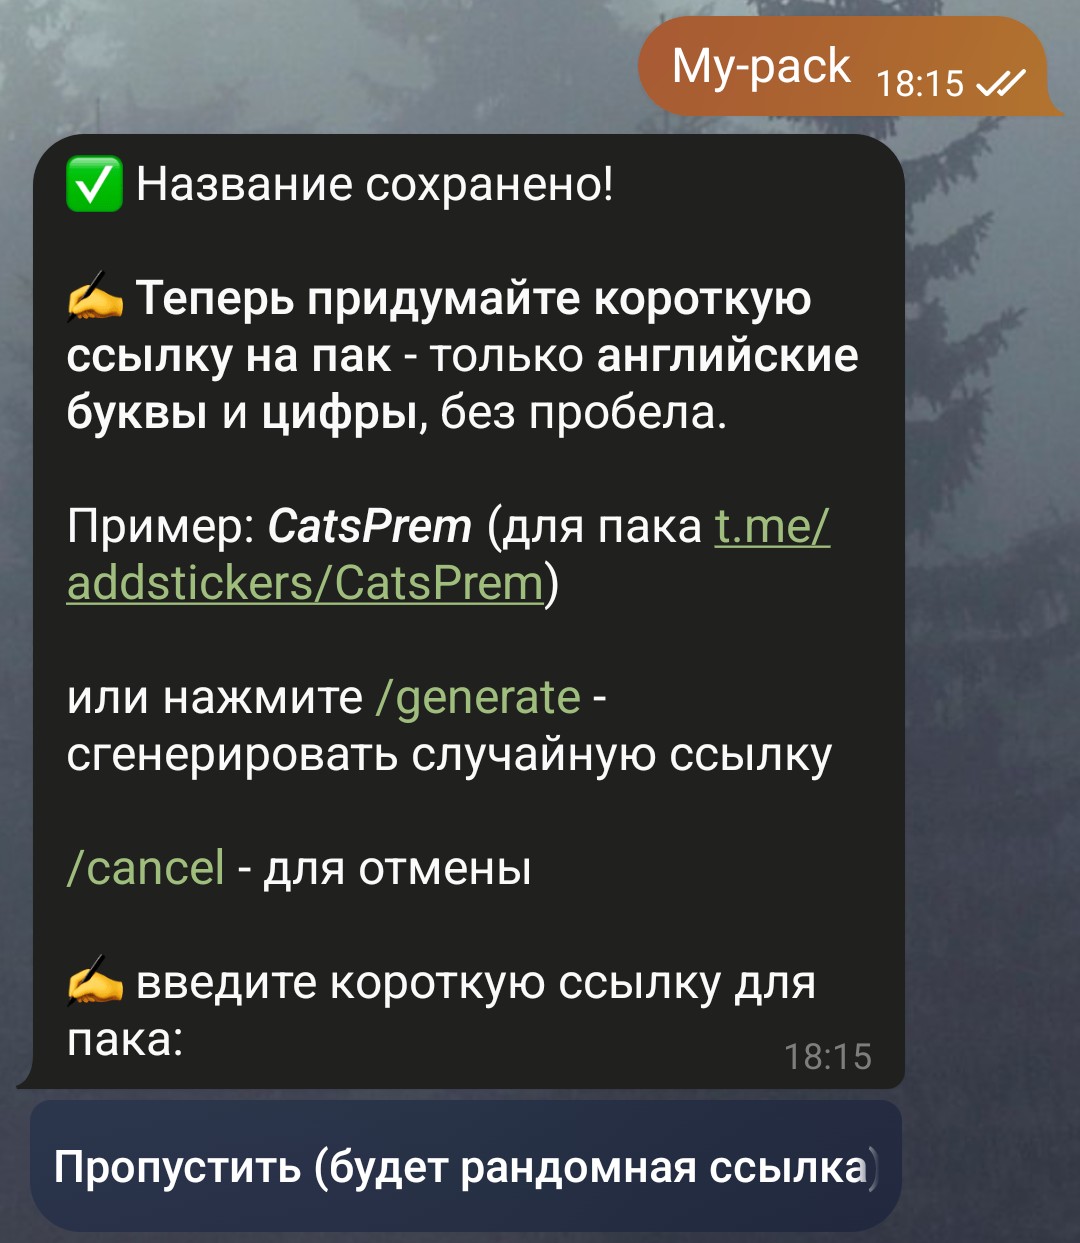 My-pack 18:15
✅ Название сохранено!
✍️ Теперь придумайте короткую
ссылку на пак - только английские
буквы и цифры, без пробела.
Пример: CatsPrem (для пака t.me/
addstickers/CatsPrem)
или нажмите /generate -
сгенерировать случайную ссылку
/cancel - для отмены
✍️ введите короткую ссылку для
пака:
18:15
Пропустить (будет рандомная ссылка)